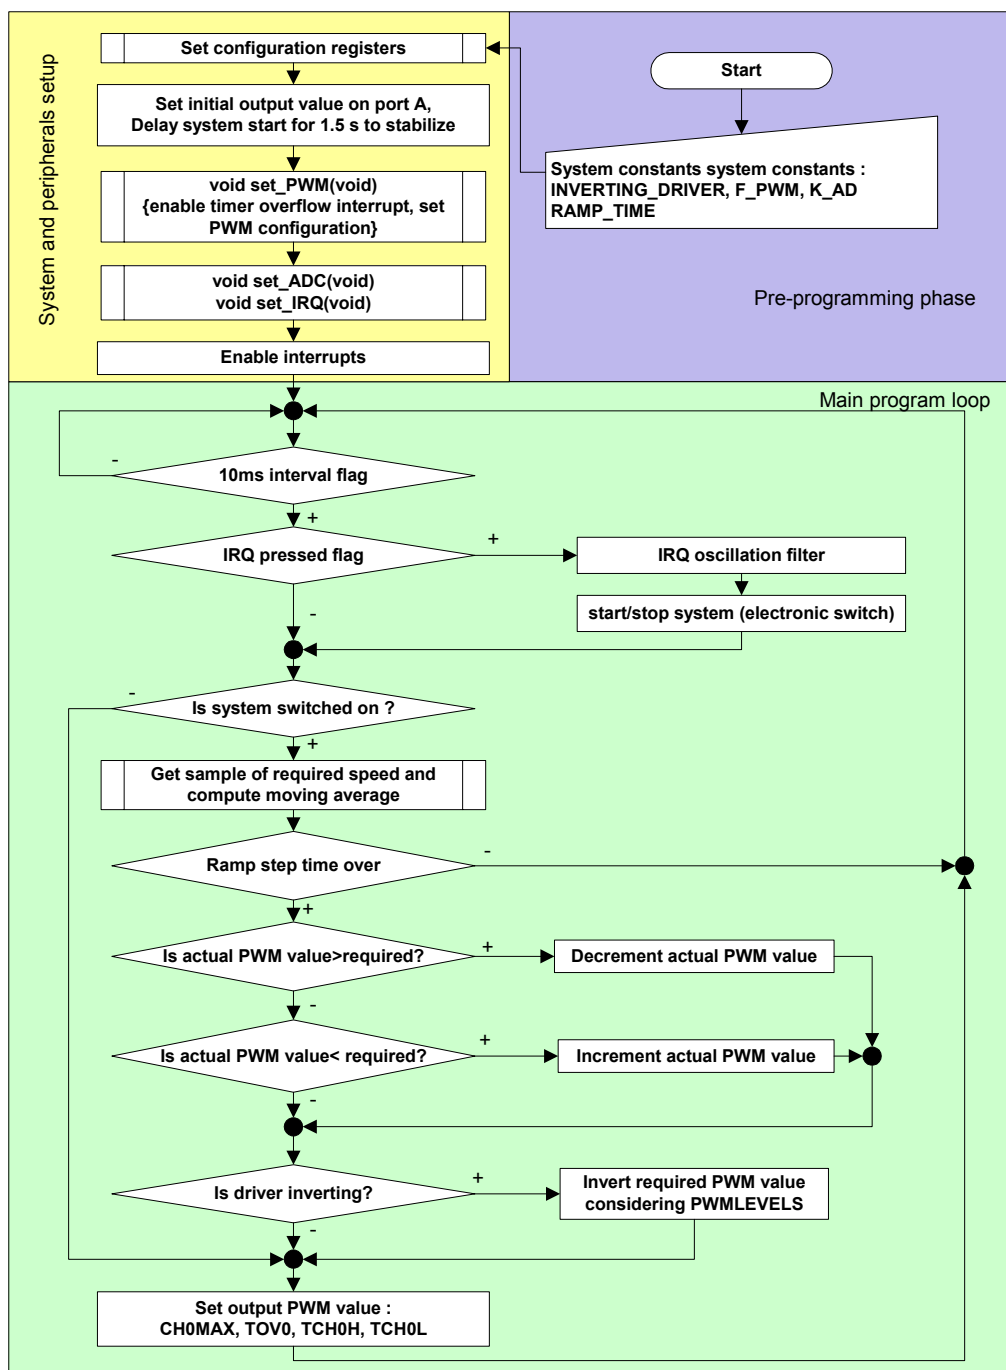 System and peripherals setup
Set configuration registers
Set initial output value on port A,
Delay system start for 1.5 s to stabilize
void set_PWM(void)
{enable timer overflow interrupt, set
PWM configuration}
void set_ADC(void)
void set_IRQ(void)
Enable interrupts
Start
System constants system constants :
INVERTING_DRIVER, F_PWM, K_AD
RAMP_TIME
Pre-programming phase
Main program loop
-
10ms interval flag
+
IRQ pressed flag
+
IRQ oscillation filter
start/stop system (electronic switch)
-
-
Is system switched on ?
+
Get sample of required speed and
compute moving average
Ramp step time over
-
+
Is actual PWM value>required?
+
Decrement actual PWM value
-
Is actual PWM value< required?
+
Increment actual PWM value
-
Is driver inverting?
+
Invert required PWM value
considering PWMLEVELS
-
Set output PWM value :
CH0MAX, TOV0, TCH0H, TCH0L